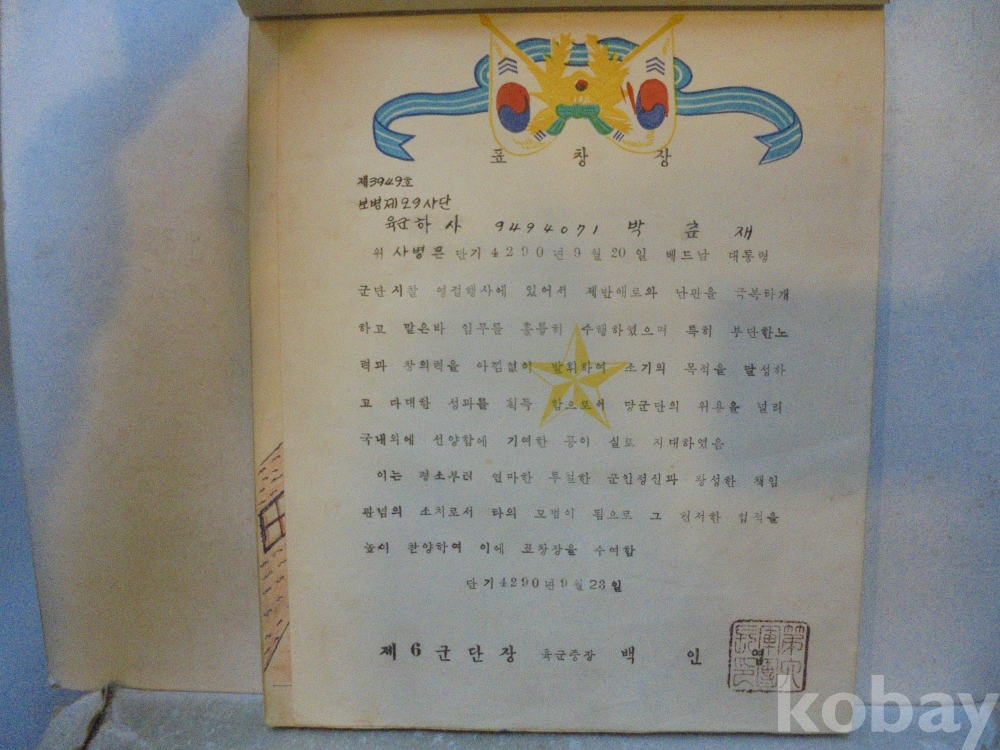 표 창 장
제3949호
보병제29사단
육군하사 9494071 박 재
위 사병은 단기 4290년 9월 20일 베드남 대통령
군단시찰 영접행사에 있어서 제반애로와 난관을 극복타개
하고 맡은바 임무를 훌륭히 수행하였으며 특히 부단한노
력과 창의력을 아낌없이 발휘하여 소기의 목적을 달성하
고 다대한 성과를 획득 함으로서 당군단의 위용을 널리
국내외에 선양함에 기여한 공이 실로 지대하였음
이는 평소부터 연마한 투철한 군인정신과 왕성한 책임
관념의 소치로서 타의 모범이 됨으로 그 현저한 업적을
높이 찬양하여 이에 표창장을 수여함
단기 4290년 9월 23일
제 6 군 단 장 육군중장 백 인 엽
kobay